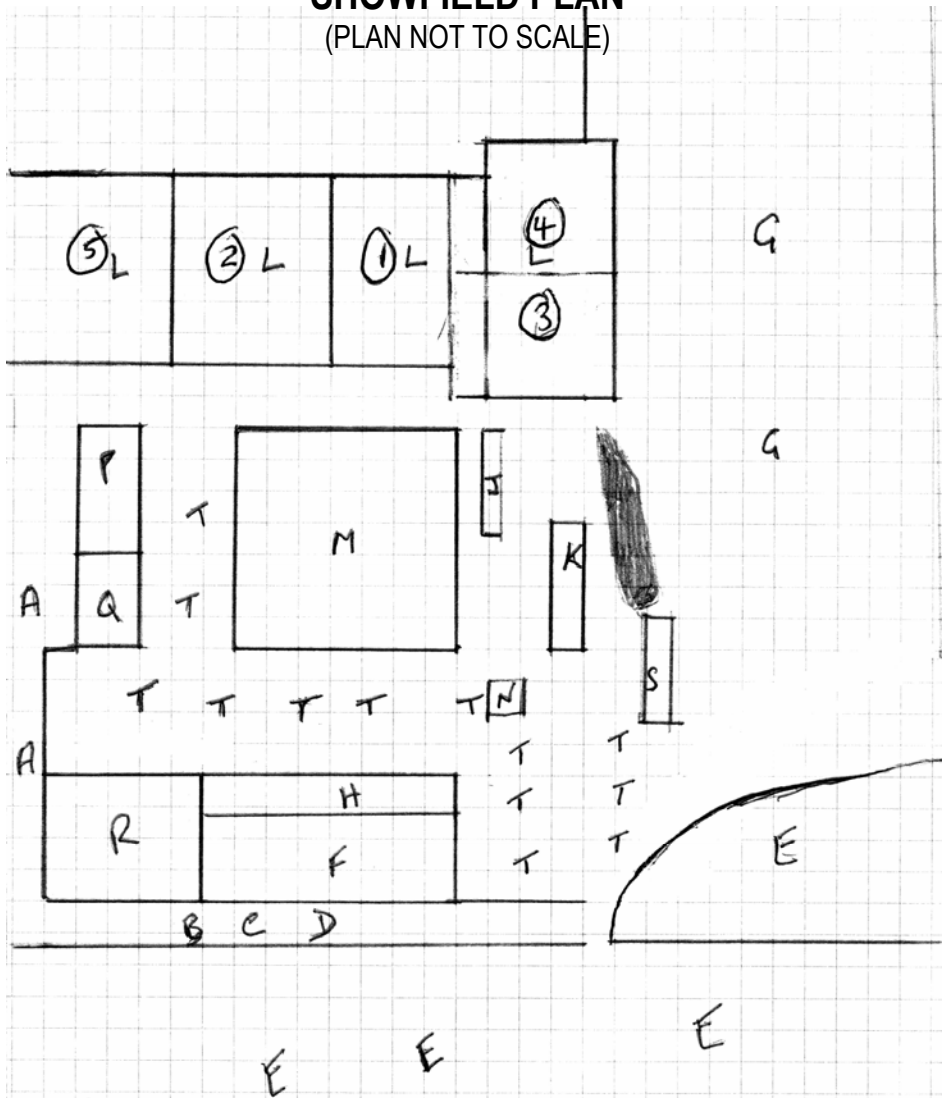 SHOWFIELD PLAN
(PLAN NOT TO SCALE)
4
G
5 L 2 L 1 L L
3
P G
T
M J K
A Q T
S
T T T T T N
T T
A H T T
R F T T E
T
B C D
E
E E